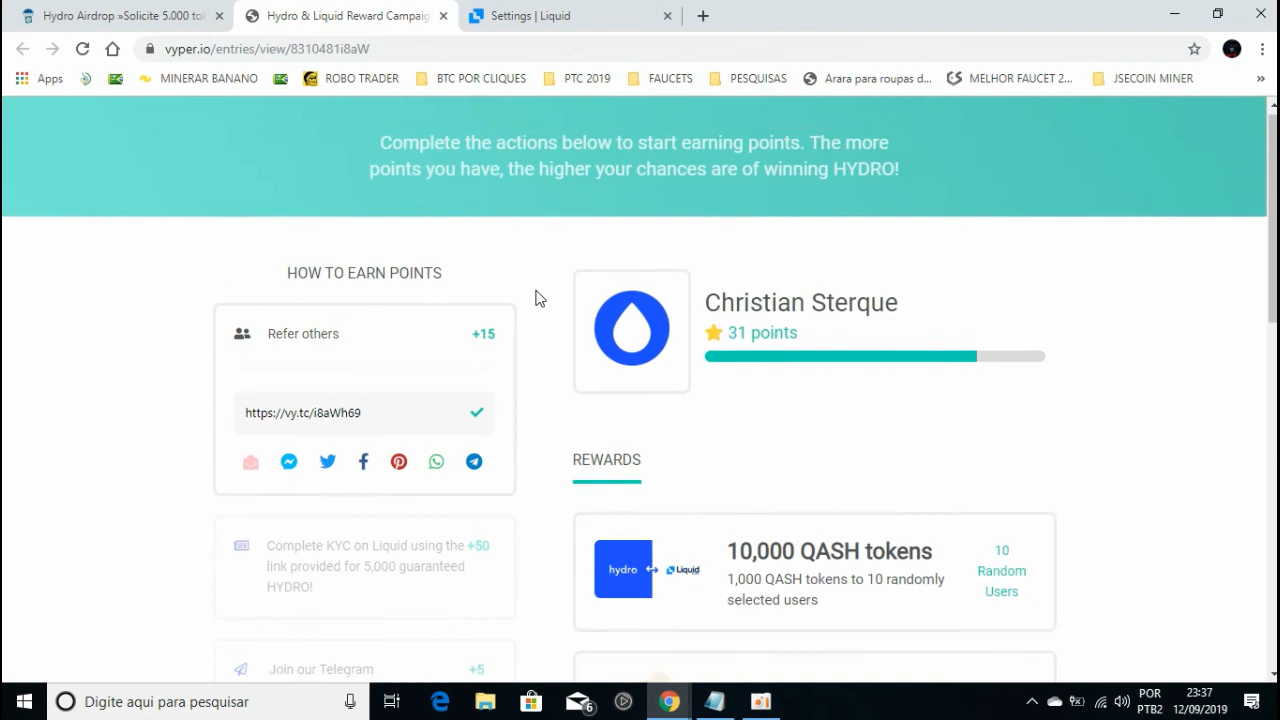 Hydro Airdrop »Solicite 5.000 tok
Hydro & Liquid Reward Campaig
Settings | Liquid
vyper.io/entries/view/8310481i8aW
Apps
MINERAR BANANO
ROBO TRADER
BTC POR CLIQUES
PTC 2019
FAUCETS
PESQUISAS
Arara para roupas d...
MELHOR FAUCET 2...
JSECOIN MINER
»
Complete the actions below to start earning points. The more
points you have, the higher your chances are of winning HYDRO!
HOW TO EARN POINTS
Refer others +15
https://vy.tc/i8aWh69
Complete KYC on Liquid using the +50
link provided for 5,000 guaranteed
HYDRO!
Join our Telegram +5
Christian Sterque
31 points
REWARDS
hydro Liquid
10,000 QASH tokens
1,000 QASH tokens to 10 randomly
selected users
10
Random
Users
Digite aqui para pesquisar
6
POR
PTB2
23:37
12/09/2019